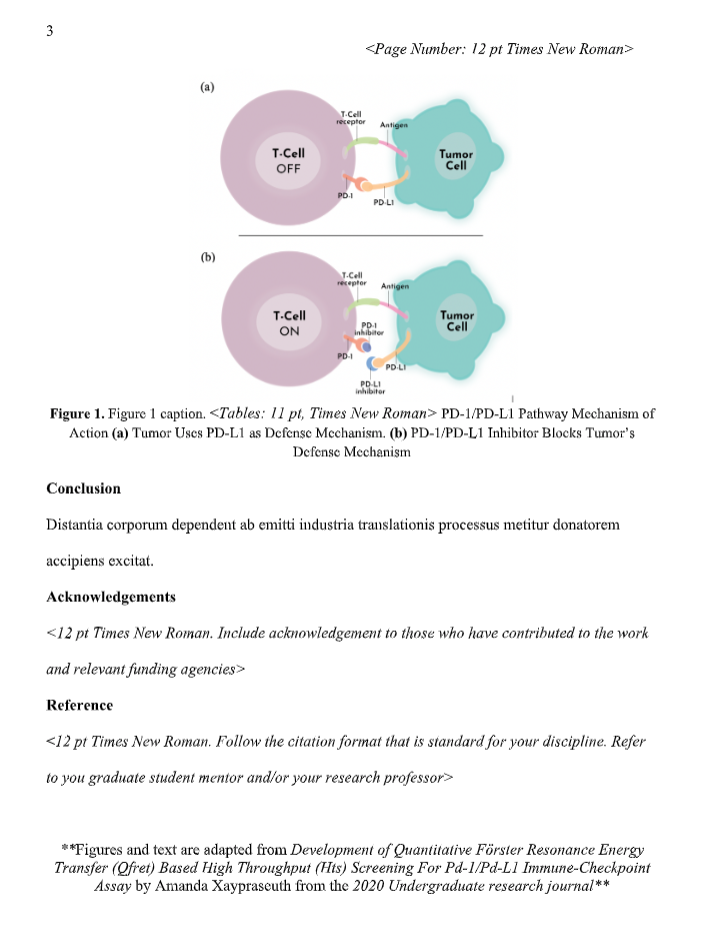 3
<Page Number: 12 pt Times New Roman>
(a)
T-Cell
receptor
Antigen
T-Cell
OFF
Tumor
Cell
PD-1
PD-L1
(b)
T-Cell
receptor
Antigen
T-Cell
ON
PD-1
inhibitor
Tumor
Cell
PD-1
PD-L1
PD-L1
inhibitor
Figure 1. Figure 1 caption. <Tables: 11 pt, Times New Roman> PD-1/PD-L1 Pathway Mechanism of
Action (a) Tumor Uses PD-L1 as Defense Mechanism. (b) PD-1/PD-L1 Inhibitor Blocks Tumor's
Defense Mechanism
Conclusion
Distantia corporum dependent ab emitti industria translationis processus metitur donatorem
accipiens excitat.
Acknowledgements
<12 pt Times New Roman. Include acknowledgement to those who have contributed to the work
and relevant funding agencies>
Reference
<12 pt Times New Roman. Follow the citation format that is standard for your discipline. Refer
to you graduate student mentor and/or your research professor>
**Figures and text are adapted from Development of Quantitative Förster Resonance Energy
Transfer (Qfret) Based High Throughput (Hts) Screening For Pd-1/Pd-L1 Immune-Checkpoint
Assay by Amanda Xaypraseuth from the 2020 Undergraduate research journal**